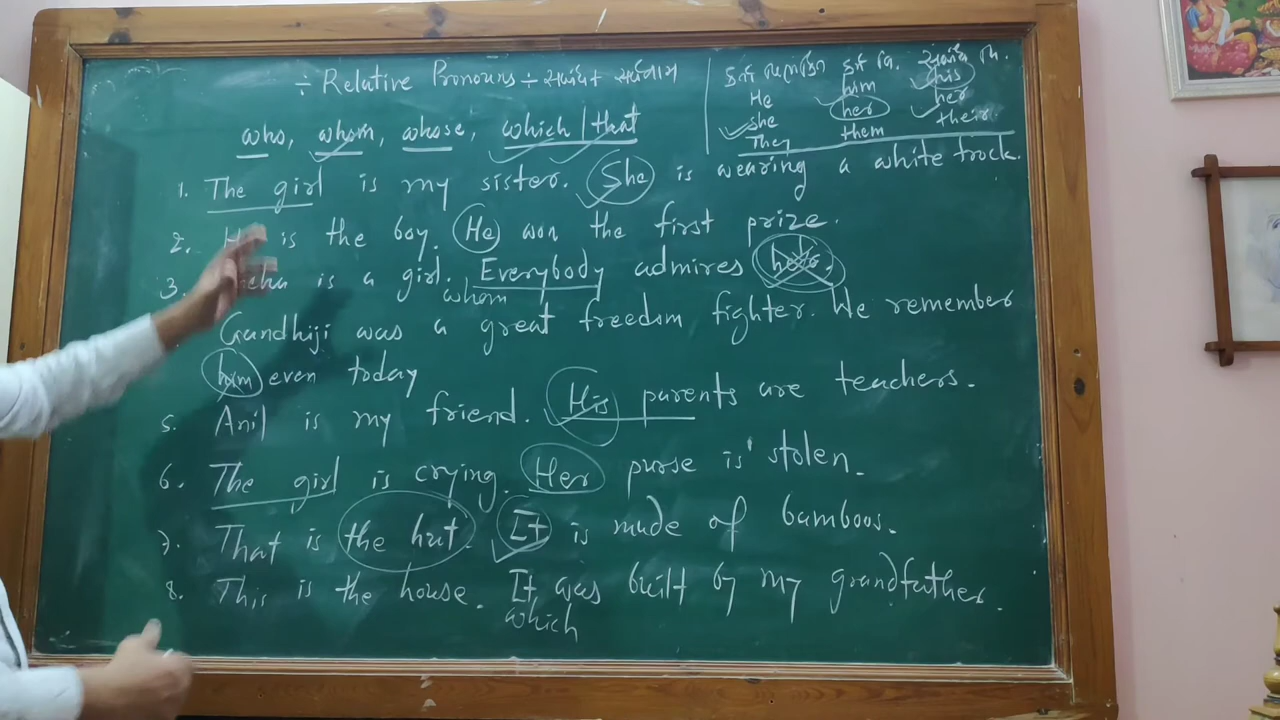 ÷ Relative Pronouns ÷ સાપેક્ષ સર્વનામ
who, whom, whose, which / that
કર્તા વિભક્તિ કર્મ વિ. સંબંધ વિ.
He him his
she her her
They them their
1. The girl is my sister. She is wearing a white frock.
2. He is the boy. He won the first prize.
3. is a girl. Everybody admires her.
whom
Gandhiji was a great freedom fighter. We remember
him even today
5. Anil is my friend. His parents are teachers.
6. The girl is crying. Her purse is stolen.
7. That is the hut. It is made of bamboos.
8. This is the house. It was built by my grandfather.
which